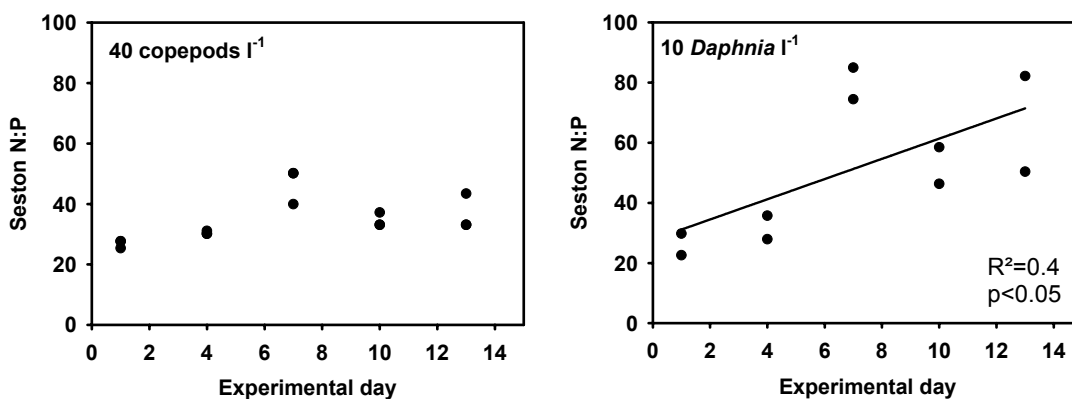 100
80
60
40
20
0
Seston N:P
40 copepods l⁻¹
0 2 4 6 8 10 12 14
Experimental day
100
80
60
40
20
0
Seston N:P
10 Daphnia l⁻¹
R²=0.4
p<0.05
0 2 4 6 8 10 12 14
Experimental day